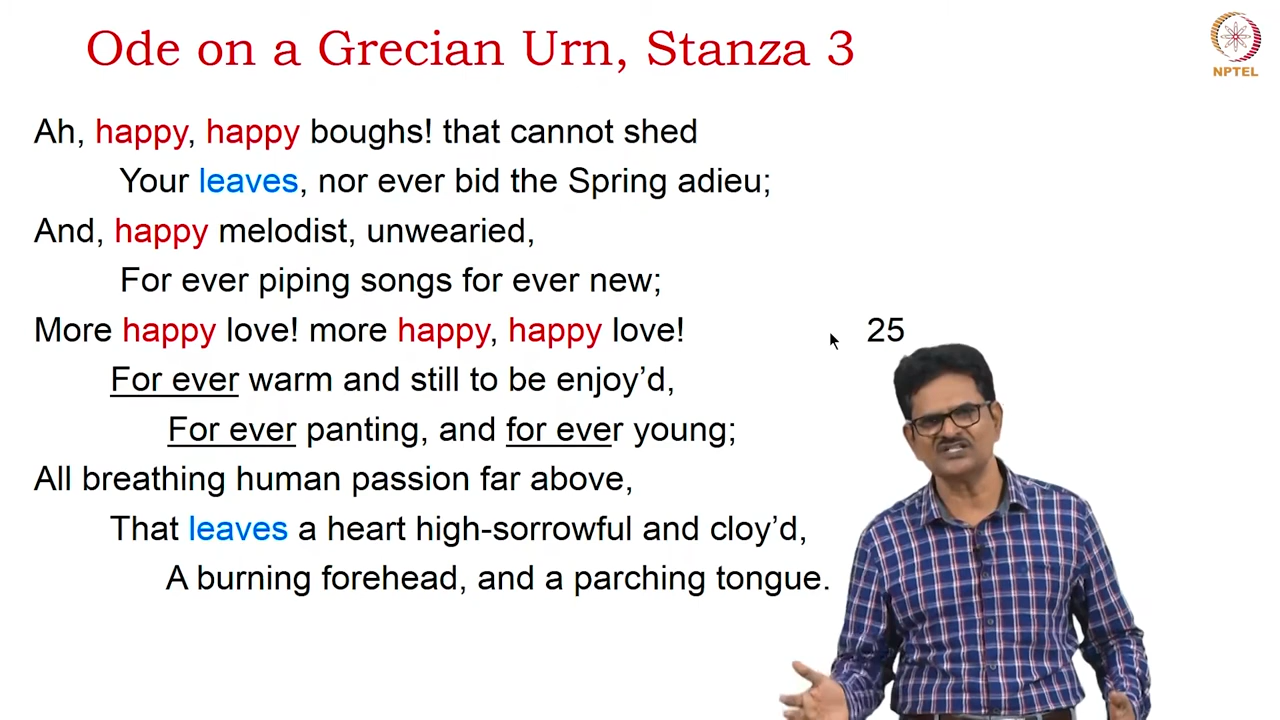 Ode on a Grecian Urn, Stanza 3
NPTEL
Ah, happy, happy boughs! that cannot shed
Your leaves, nor ever bid the Spring adieu;
And, happy melodist, unwearied,
For ever piping songs for ever new;
More happy love! more happy, happy love! 25
For ever warm and still to be enjoy’d,
For ever panting, and for ever young;
All breathing human passion far above,
That leaves a heart high-sorrowful and cloy’d,
A burning forehead, and a parching tongue.